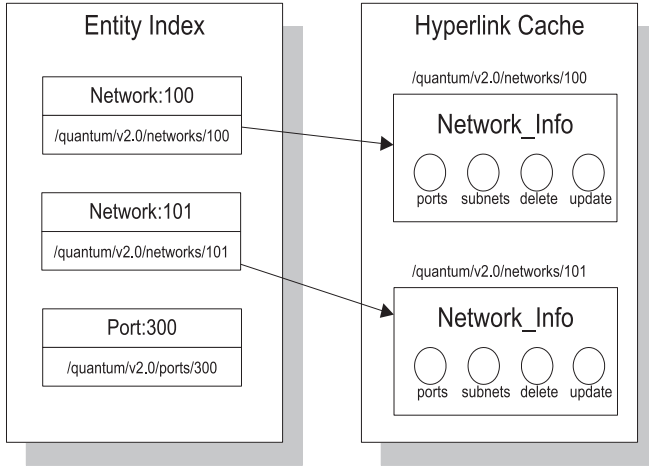 Entity Index
Network:100
/quantum/v2.0/networks/100
Network:101
/quantum/v2.0/networks/101
Port:300
/quantum/v2.0/ports/300
Hyperlink Cache
/quantum/v2.0/networks/100
Network_Info
ports subnets delete update
/quantum/v2.0/networks/101
Network_Info
ports subnets delete update